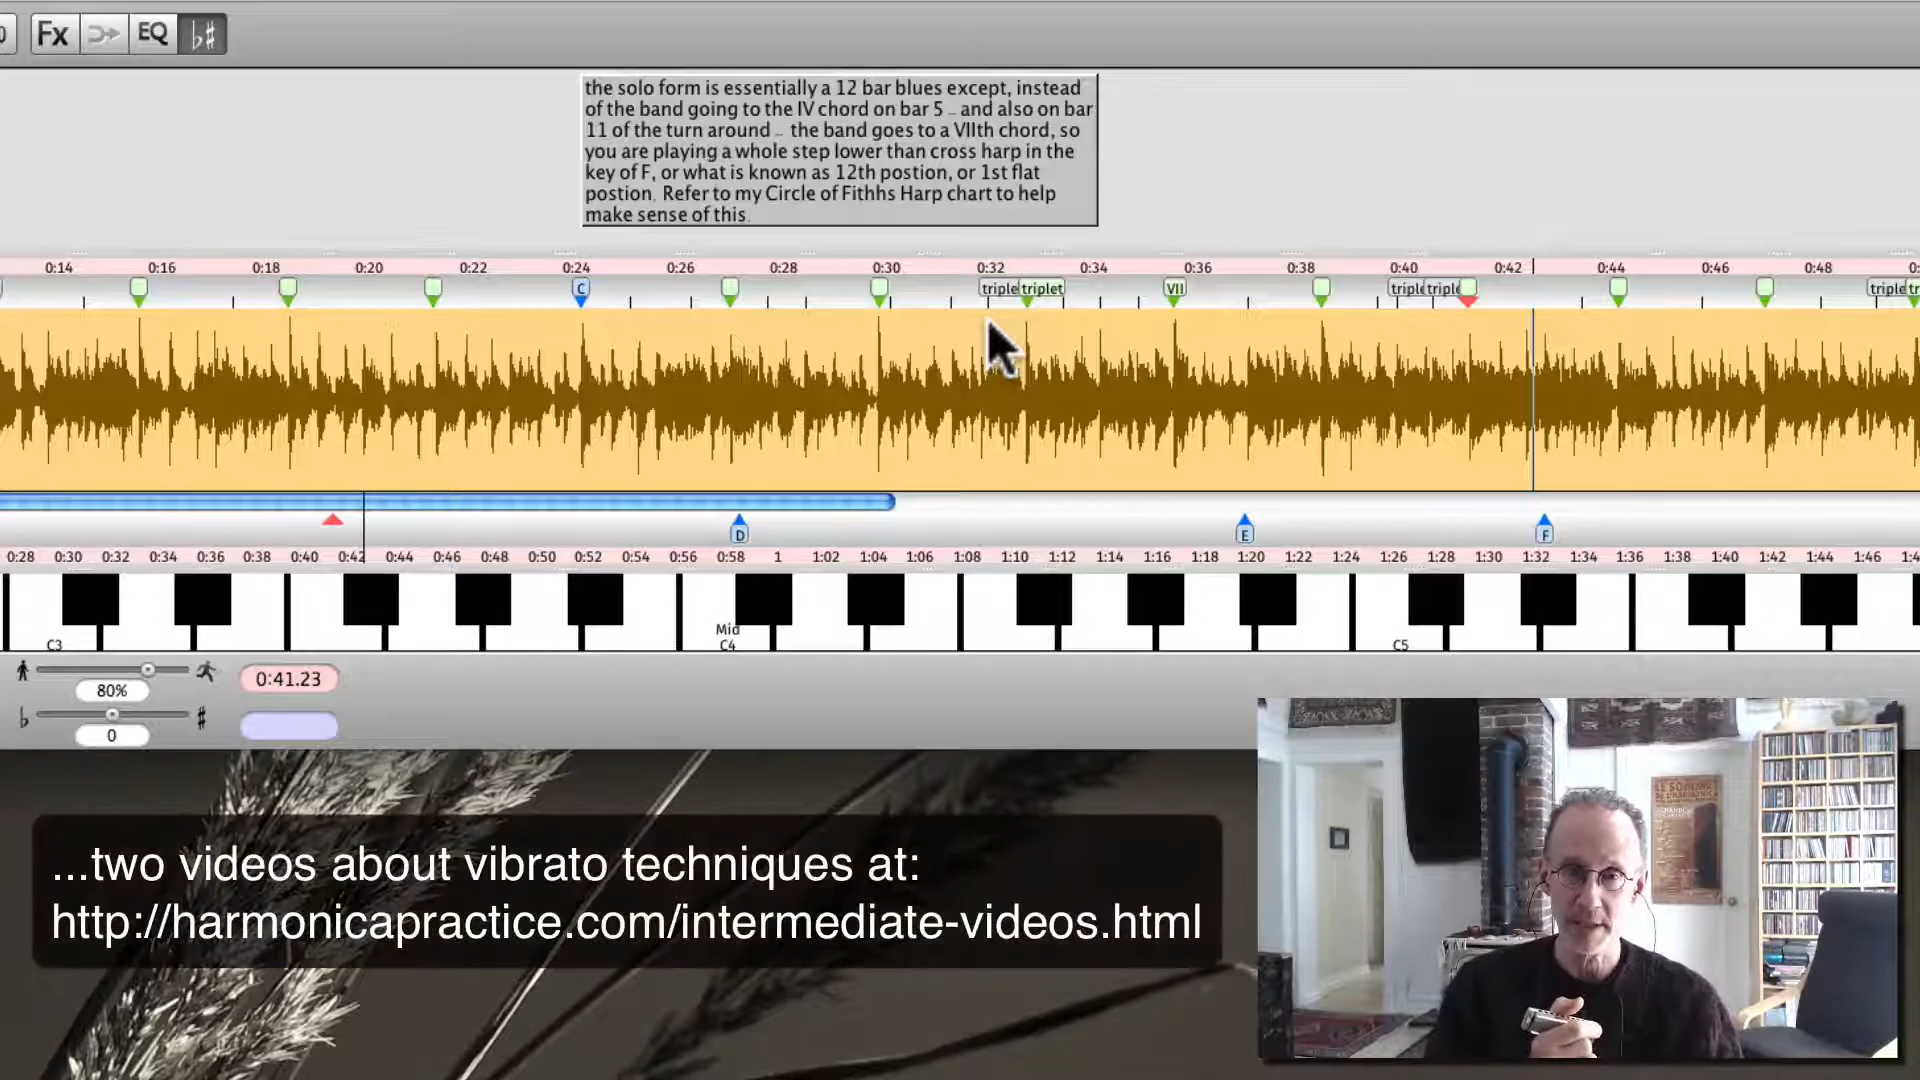 Fx EQ ♭♯
the solo form is essentially a 12 bar blues except, instead
of the band going to the IV chord on bar 5 – and also on bar
11 of the turn around – the band goes to a VIIth chord, so
you are playing a whole step lower than cross harp in the
key of F, or what is known as 12th postion, or 1st flat
postion. Refer to my Circle of Fithhs Harp chart to help
make sense of this.
0:14 0:16 0:18 0:20 0:22 0:24 0:26 0:28 0:30 0:32 0:34 0:36 0:38 0:40 0:42 0:44 0:46 0:48 0:
C triple triplet VII triple triple triple tr
D E F
0:28 0:30 0:32 0:34 0:36 0:38 0:40 0:42 0:44 0:46 0:48 0:50 0:52 0:54 0:56 0:58 1 1:02 1:04 1:06 1:08 1:10 1:12 1:14 1:16 1:18 1:20 1:22 1:24 1:26 1:28 1:30 1:32 1:34 1:36 1:38 1:40 1:42 1:44 1:46 1:4
Mid
C3 C4 C5
80% 0:41.23
♭ ♯
0
...two videos about vibrato techniques at:
http://harmonicapractice.com/intermediate-videos.html
LE SOMMET